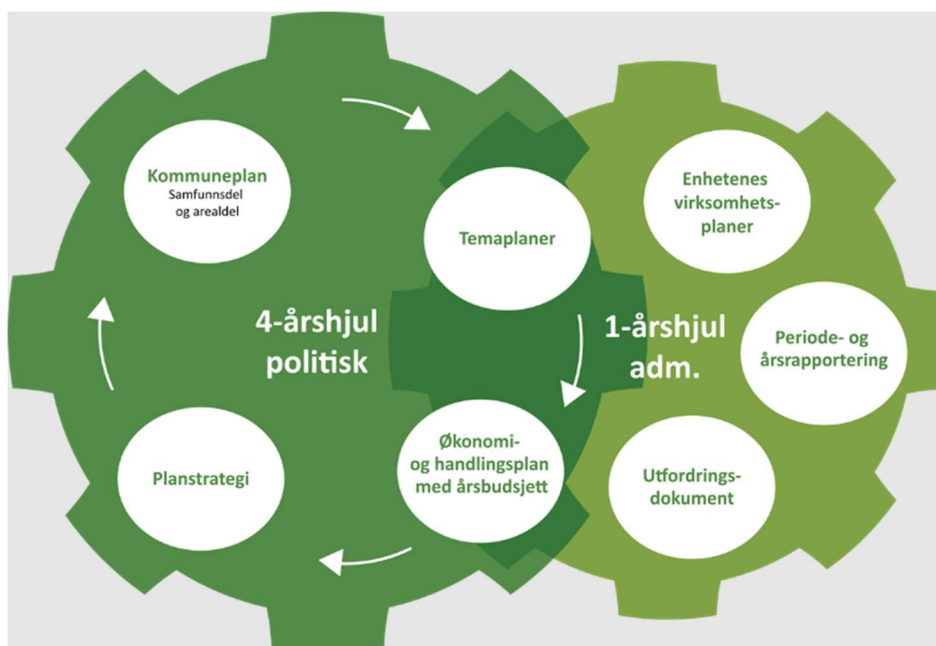 Kommuneplan
Samfunnsdel
og arealdel
Temaplaner
Enhetenes
virksomhets-
planer
4-årshjul
politisk
1-årshjul
adm.
Periode- og
årsrapportering
Planstrategi
Økonomi-
og handlingsplan
med årsbudsjett
Utfordrings-
dokument